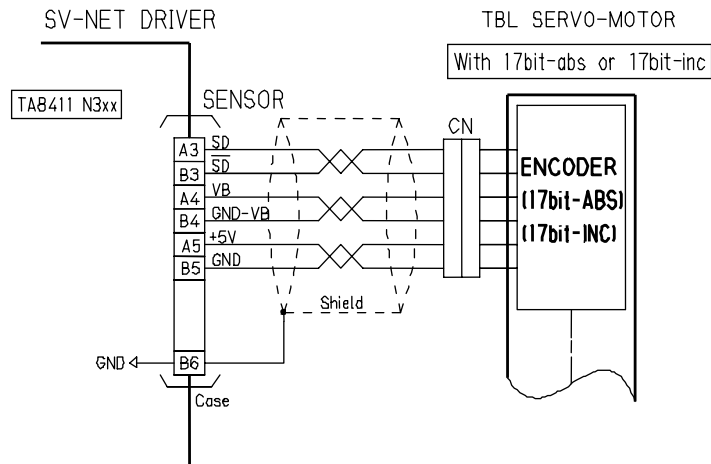 SV-NET DRIVER
TBL SERVO-MOTOR
With 17bit-abs or 17bit-inc
TA8411 N3xx
SENSOR
CN
A3 SD
B3 S̅D̅
A4 VB
B4 GND-VB
A5 +5V
B5 GND
ENCODER
(17bit-ABS)
(17bit-INC)
Shield
GND B6
Case